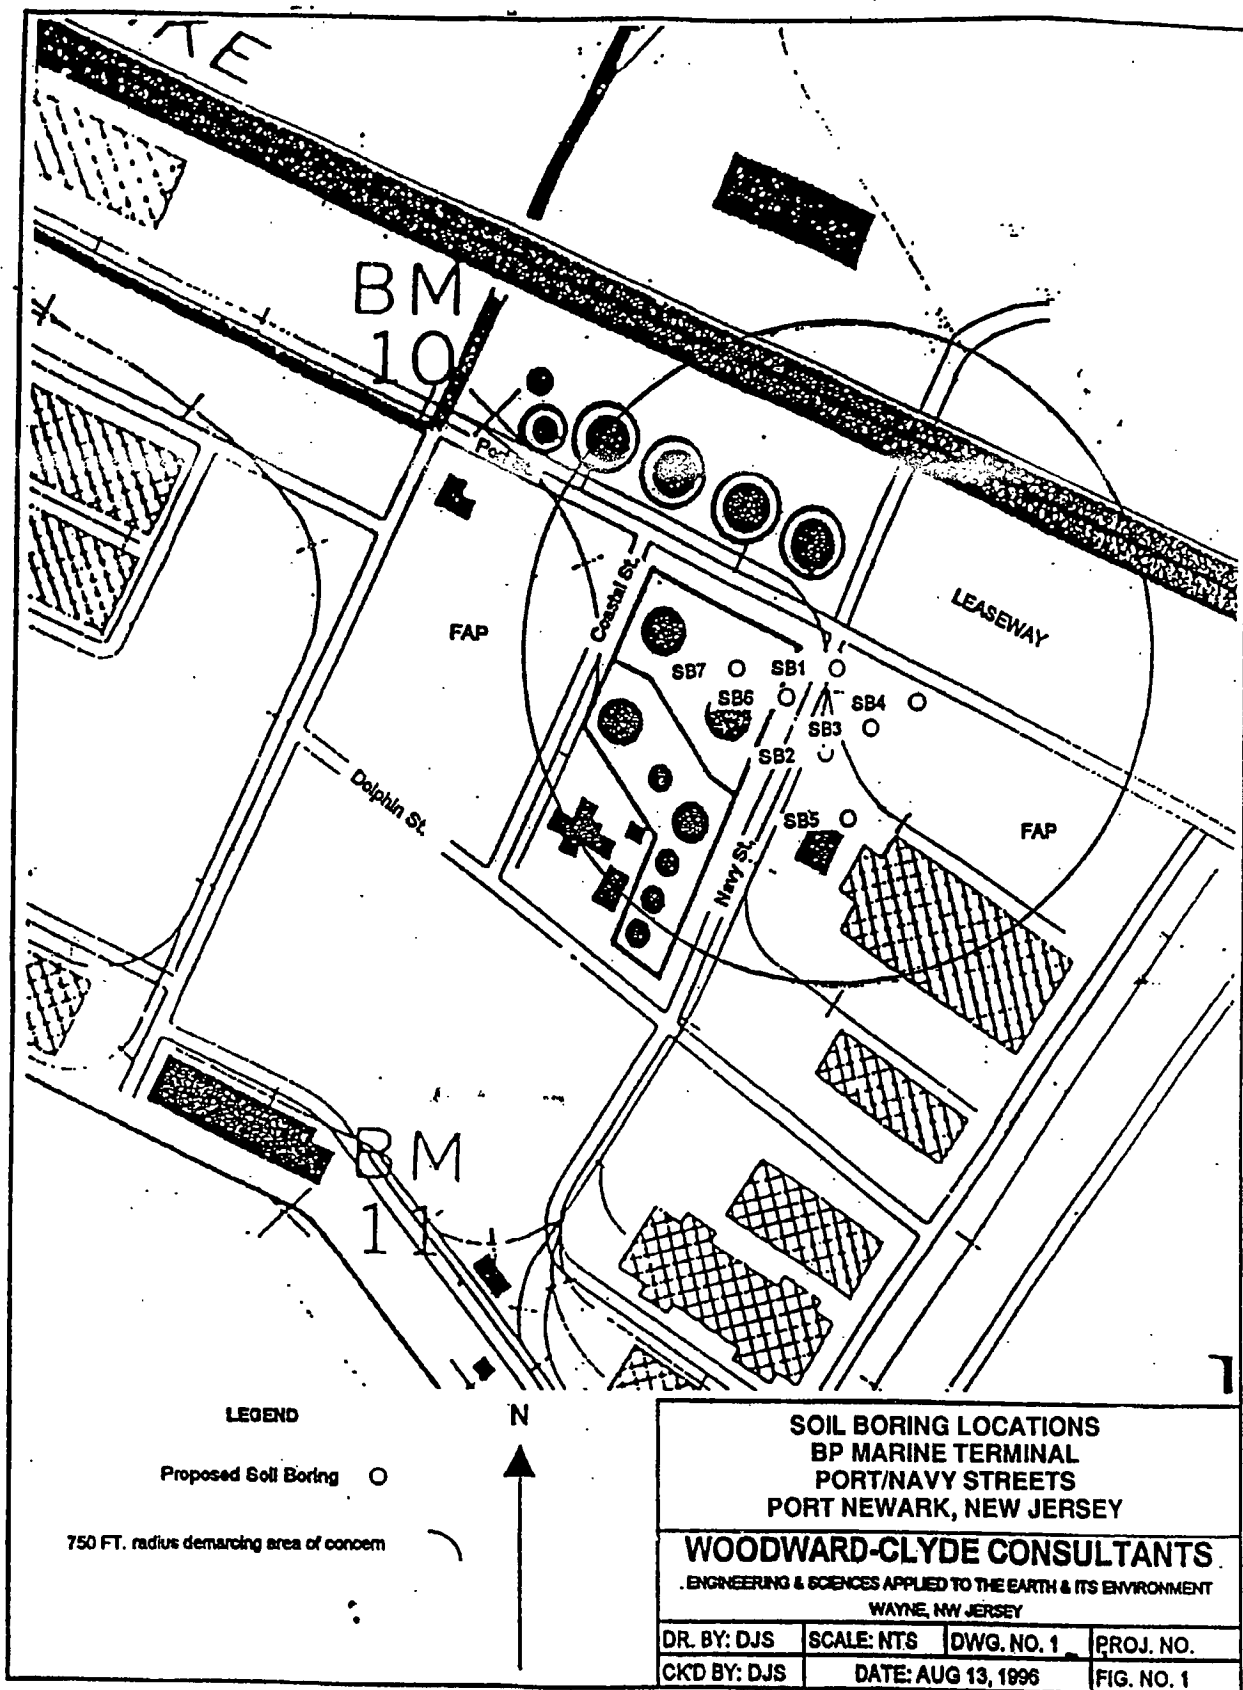 KE
BM
10
Port
Coastal St.
FAP
LEASEWAY
SB7
SB1
SB6
SB4
SB3
SB2
Dolphin St.
SB5
FAP
Navy St.
BM
11
LEGEND
Proposed Soil Boring
750 FT. radius demarcing area of concern
N
SOIL BORING LOCATIONS
BP MARINE TERMINAL
PORT/NAVY STREETS
PORT NEWARK, NEW JERSEY
WOODWARD-CLYDE CONSULTANTS
ENGINEERING & SCIENCES APPLIED TO THE EARTH & ITS ENVIRONMENT
WAYNE, NW JERSEY
DR. BY: DJS SCALE: NTS DWG. NO. 1 PROJ. NO.
CK'D BY: DJS DATE: AUG 13, 1996 FIG. NO. 1